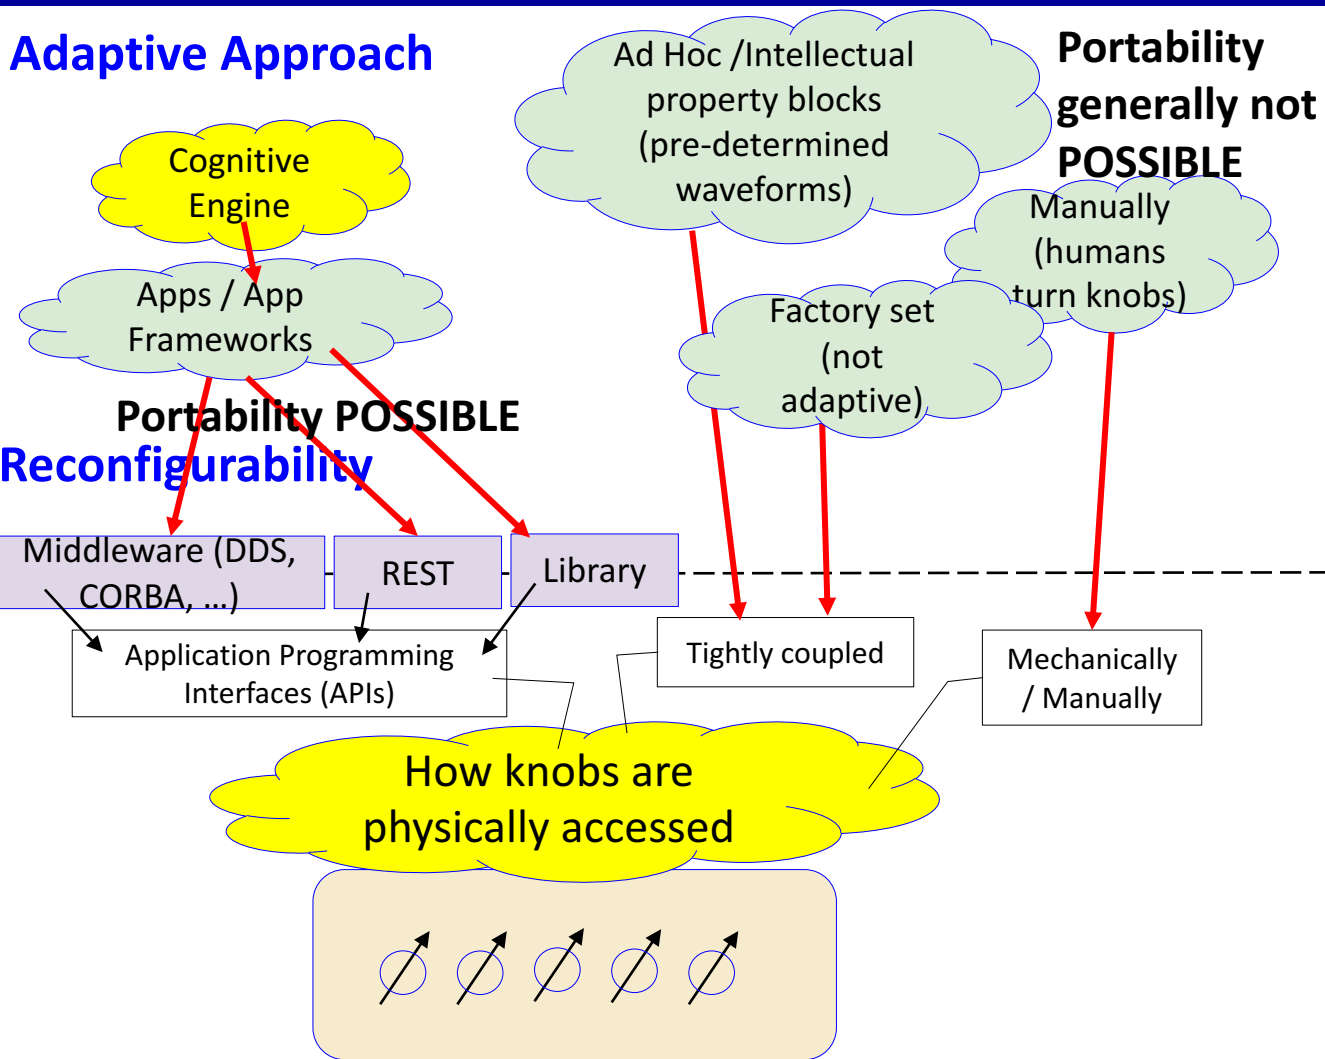 Adaptive Approach
Ad Hoc /Intellectual
property blocks
(pre-determined
waveforms)
Portability
generally not
POSSIBLE
Cognitive
Engine
Manually
(humans
turn knobs)
Apps / App
Frameworks
Factory set
(not
adaptive)
Portability POSSIBLE
Reconfigurability
Middleware (DDS,
CORBA, ...)
REST
Library
Application Programming
Interfaces (APIs)
Tightly coupled
Mechanically
/ Manually
How knobs are
physically accessed